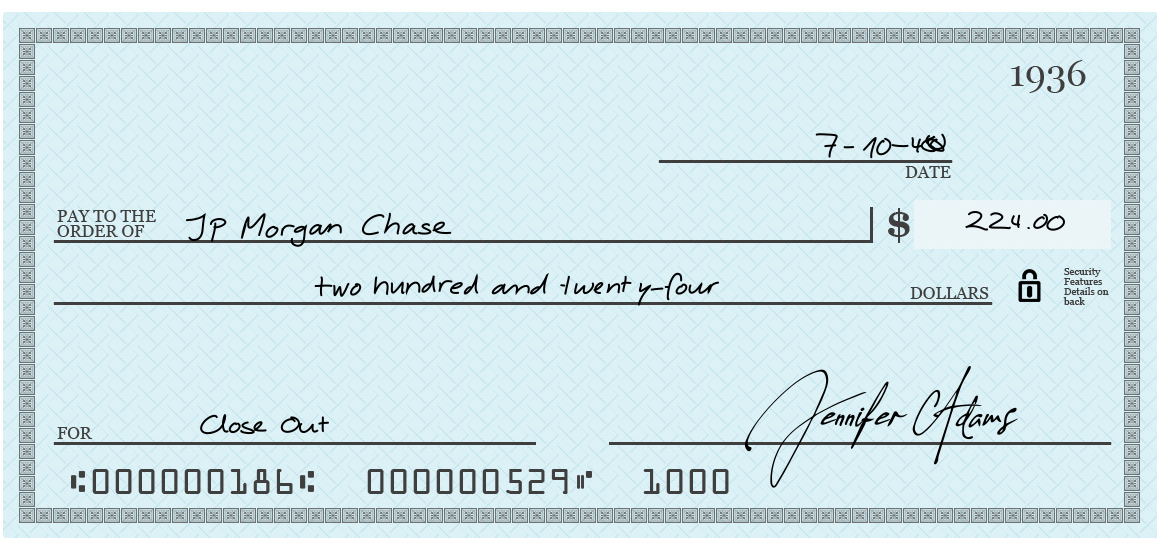 1936
7-10-4
DATE
PAY TO THE
ORDER OF JP Morgan Chase $ 224.00
two hundred and twenty-four DOLLARS
Security
Features
Details on
back
FOR Close Out Jennifer Adams
⑆000000186⑆ 000000529⑈ 1000